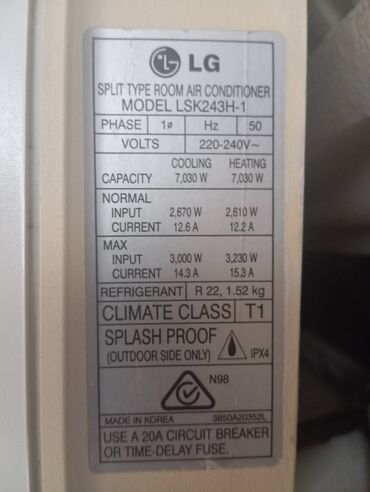 LG
SPLIT TYPE ROOM AIR CONDITIONER
MODEL LSK243H-1
PHASE 1ø Hz 50
VOLTS 220-240V~
COOLING HEATING
CAPACITY 7,030 W 7,030 W
NORMAL
INPUT 2,670 W 2,610 W
CURRENT 12.6 A 12.2 A
MAX
INPUT 3,000 W 3,230 W
CURRENT 14.3 A 15.3 A
REFRIGERANT R 22, 1.52 kg
CLIMATE CLASS T1
SPLASH PROOF
(OUTDOOR SIDE ONLY) IPX4
N98
MADE IN KOREA 3850A20352L
USE A 20A CIRCUIT BREAKER
OR TIME-DELAY FUSE.